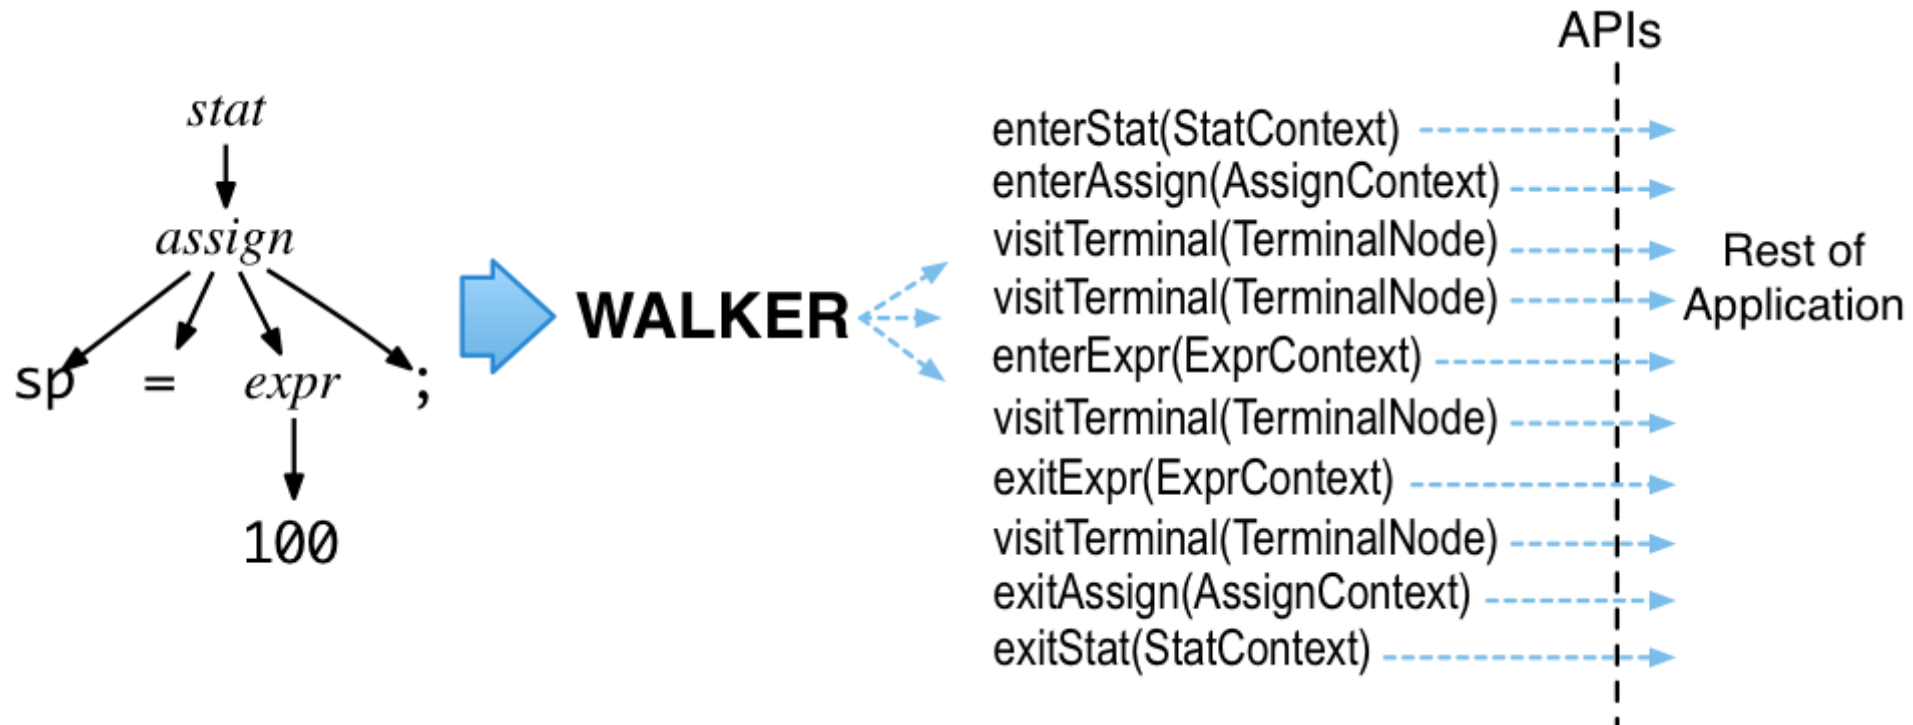 stat
assign
sp = expr ;
100
WALKER
enterStat(StatContext)
enterAssign(AssignContext)
visitTerminal(TerminalNode)
visitTerminal(TerminalNode)
enterExpr(ExprContext)
visitTerminal(TerminalNode)
exitExpr(ExprContext)
visitTerminal(TerminalNode)
exitAssign(AssignContext)
exitStat(StatContext)
APIs
Rest of
Application